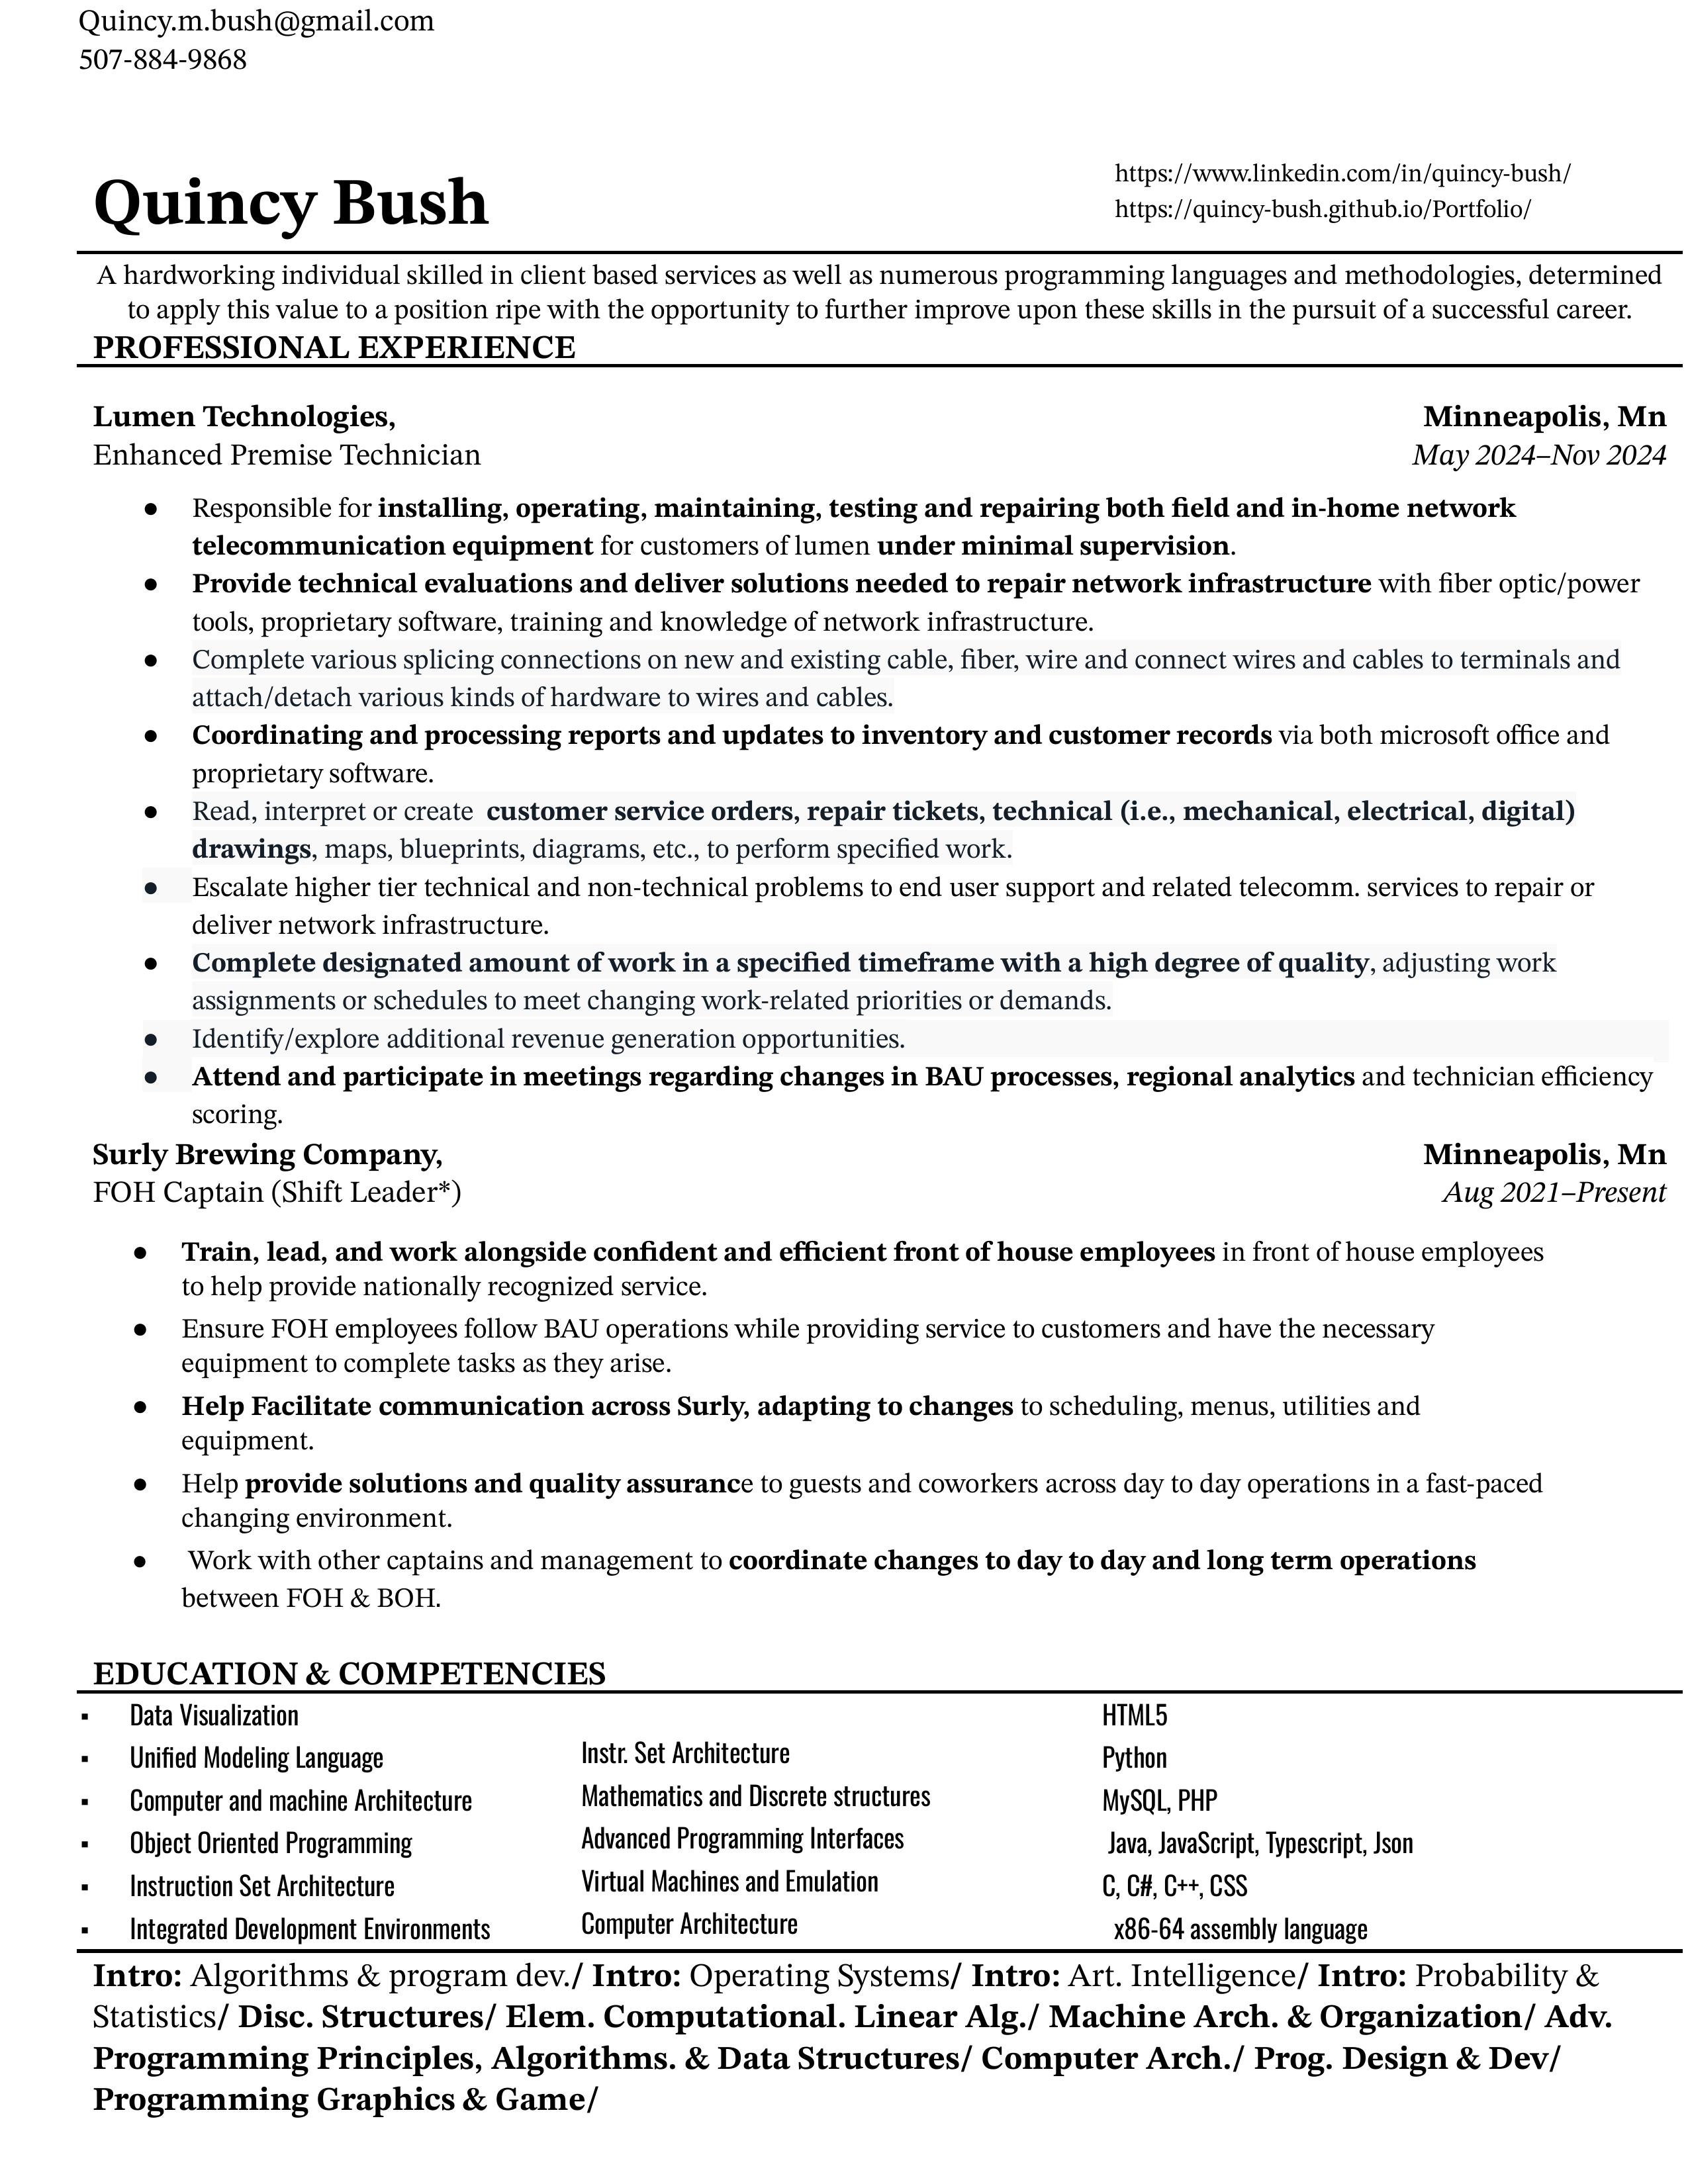 Quincy.m.bush@gmail.com
507-884-9868
Quincy Bush
https://www.linkedin.com/in/quincy-bush/
https://quincy-bush.github.io/Portfolio/
A hardworking individual skilled in client based services as well as numerous programming languages and methodologies, determined
to apply this value to a position ripe with the opportunity to further improve upon these skills in the pursuit of a successful career.
PROFESSIONAL EXPERIENCE
Lumen Technologies, Minneapolis, Mn
Enhanced Premise Technician May 2024–Nov 2024
● Responsible for installing, operating, maintaining, testing and repairing both field and in-home network
telecommunication equipment for customers of lumen under minimal supervision.
● Provide technical evaluations and deliver solutions needed to repair network infrastructure with fiber optic/power
tools, proprietary software, training and knowledge of network infrastructure.
● Complete various splicing connections on new and existing cable, fiber, wire and connect wires and cables to terminals and
attach/detach various kinds of hardware to wires and cables.
● Coordinating and processing reports and updates to inventory and customer records via both microsoft office and
proprietary software.
● Read, interpret or create customer service orders, repair tickets, technical (i.e., mechanical, electrical, digital)
drawings, maps, blueprints, diagrams, etc., to perform specified work.
● Escalate higher tier technical and non-technical problems to end user support and related telecomm. services to repair or
deliver network infrastructure.
● Complete designated amount of work in a specified timeframe with a high degree of quality, adjusting work
assignments or schedules to meet changing work-related priorities or demands.
● Identify/explore additional revenue generation opportunities.
● Attend and participate in meetings regarding changes in BAU processes, regional analytics and technician efficiency
scoring.
Surly Brewing Company, Minneapolis, Mn
FOH Captain (Shift Leader*) Aug 2021–Present
● Train, lead, and work alongside confident and efficient front of house employees in front of house employees
to help provide nationally recognized service.
● Ensure FOH employees follow BAU operations while providing service to customers and have the necessary
equipment to complete tasks as they arise.
● Help Facilitate communication across Surly, adapting to changes to scheduling, menus, utilities and
equipment.
● Help provide solutions and quality assurance to guests and coworkers across day to day operations in a fast-paced
changing environment.
● Work with other captains and management to coordinate changes to day to day and long term operations
between FOH & BOH.
EDUCATION & COMPETENCIES
▪ Data Visualization
▪ Unified Modeling Language
▪ Computer and machine Architecture
▪ Object Oriented Programming
▪ Instruction Set Architecture
▪ Integrated Development Environments
Instr. Set Architecture
Mathematics and Discrete structures
Advanced Programming Interfaces
Virtual Machines and Emulation
Computer Architecture
HTML5
Python
MySQL, PHP
Java, JavaScript, Typescript, Json
C, C#, C++, CSS
x86-64 assembly language
Intro: Algorithms & program dev./ Intro: Operating Systems/ Intro: Art. Intelligence/ Intro: Probability &
Statistics/ Disc. Structures/ Elem. Computational. Linear Alg./ Machine Arch. & Organization/ Adv.
Programming Principles, Algorithms. & Data Structures/ Computer Arch./ Prog. Design & Dev/
Programming Graphics & Game/